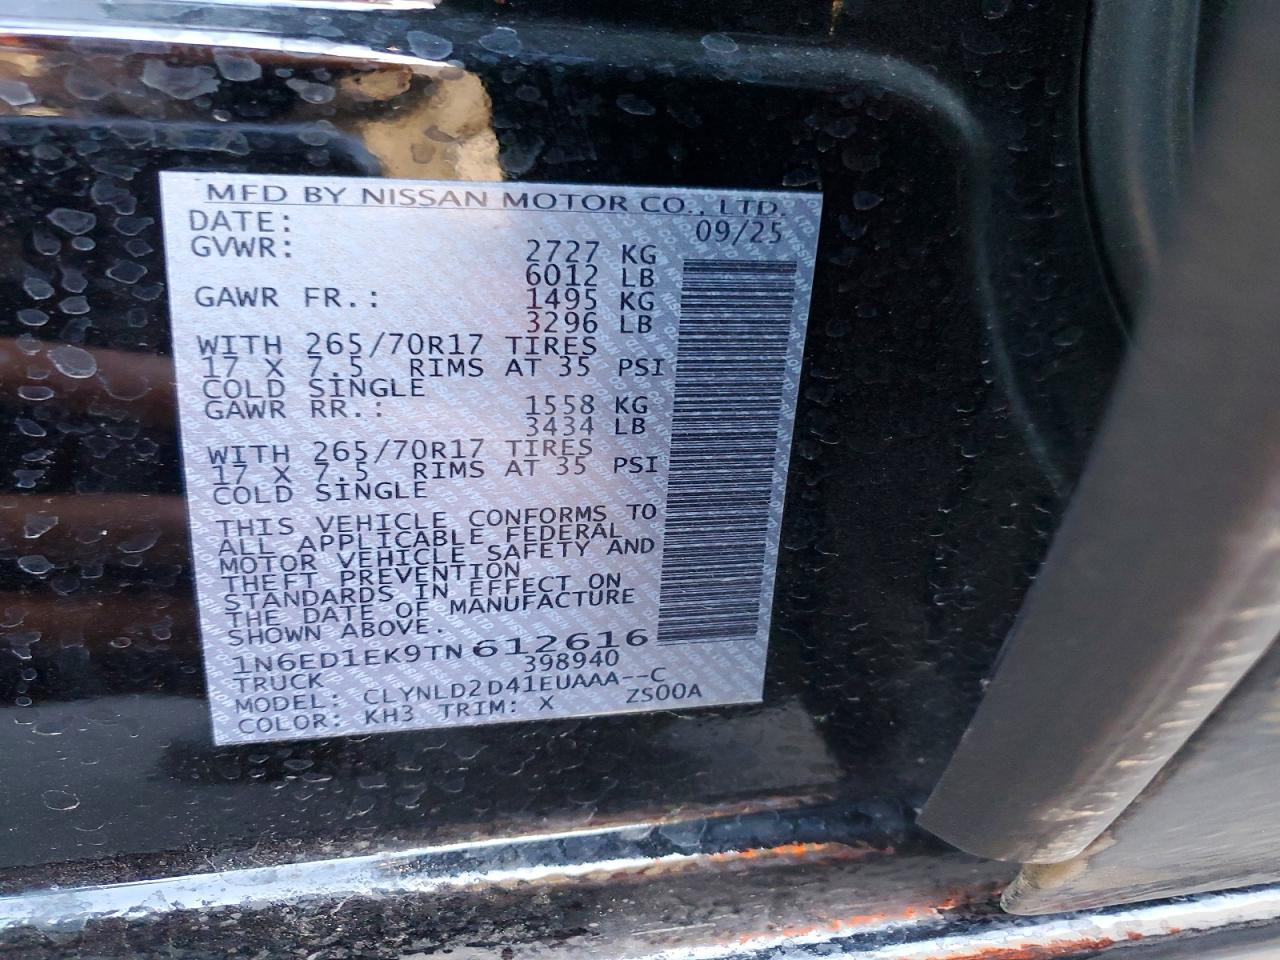 MFD BY NISSAN MOTOR CO., LTD.
DATE: 09/25
GVWR: 2727 KG
6012 LB
GAWR FR.: 1495 KG
3296 LB
WITH 265/70R17 TIRES
17 X 7.5 RIMS AT 35 PSI
COLD SINGLE
GAWR RR.: 1558 KG
3434 LB
WITH 265/70R17 TIRES
17 X 7.5 RIMS AT 35 PSI
COLD SINGLE
THIS VEHICLE CONFORMS TO
ALL APPLICABLE FEDERAL
MOTOR VEHICLE SAFETY AND
THEFT PREVENTION
STANDARDS IN EFFECT ON
THE DATE OF MANUFACTURE
SHOWN ABOVE.
1N6ED1EK9TN612616
TRUCK 398940
MODEL: CLYNLD2D41EUAAA--C
COLOR: KH3 TRIM: X ZS00A